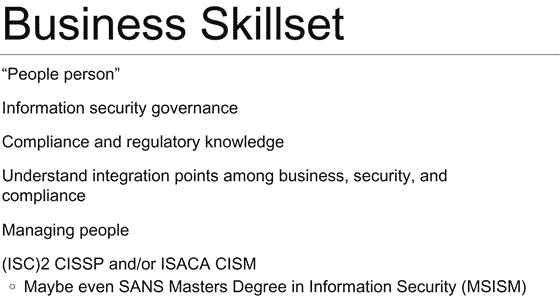 Business Skillset
“People person”
Information security governance
Compliance and regulatory knowledge
Understand integration points among business, security, and
compliance
Managing people
(ISC)2 CISSP and/or ISACA CISM
○ Maybe even SANS Masters Degree in Information Security (MSISM)